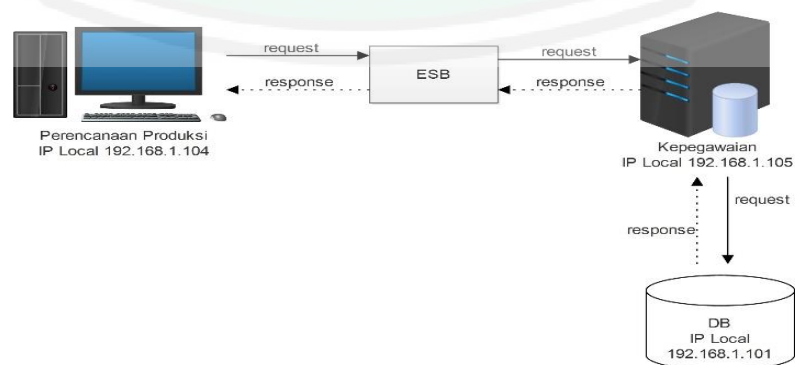 request
request
response
ESB
response
Perencanaan Produksi
IP Local 192.168.1.104
Kepegawaian
IP Local 192.168.1.105
request
response
DB
IP Local
192.168.1.101